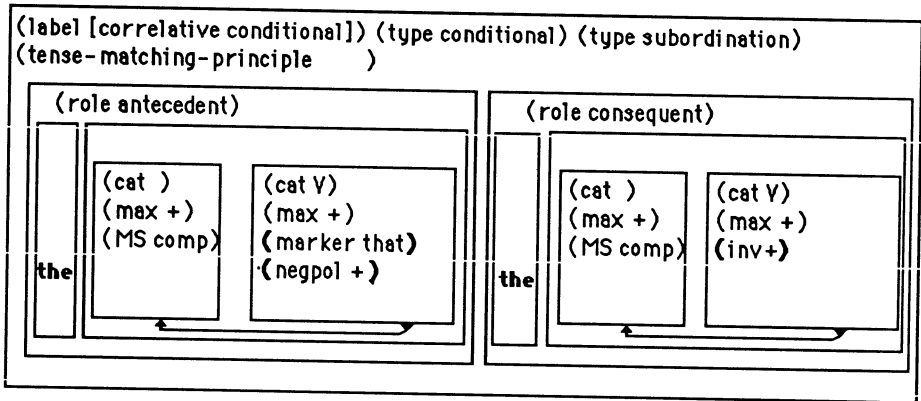 (label [correlative conditional]) (type conditional) (type subordination)
(tense-matching-principle )
(role antecedent)
the
(cat )
(max +)
(MS comp)
(cat V)
(max +)
(marker that)
(negpol +)
(role consequent)
the
(cat )
(max +)
(MS comp)
(cat V)
(max +)
(inv+)